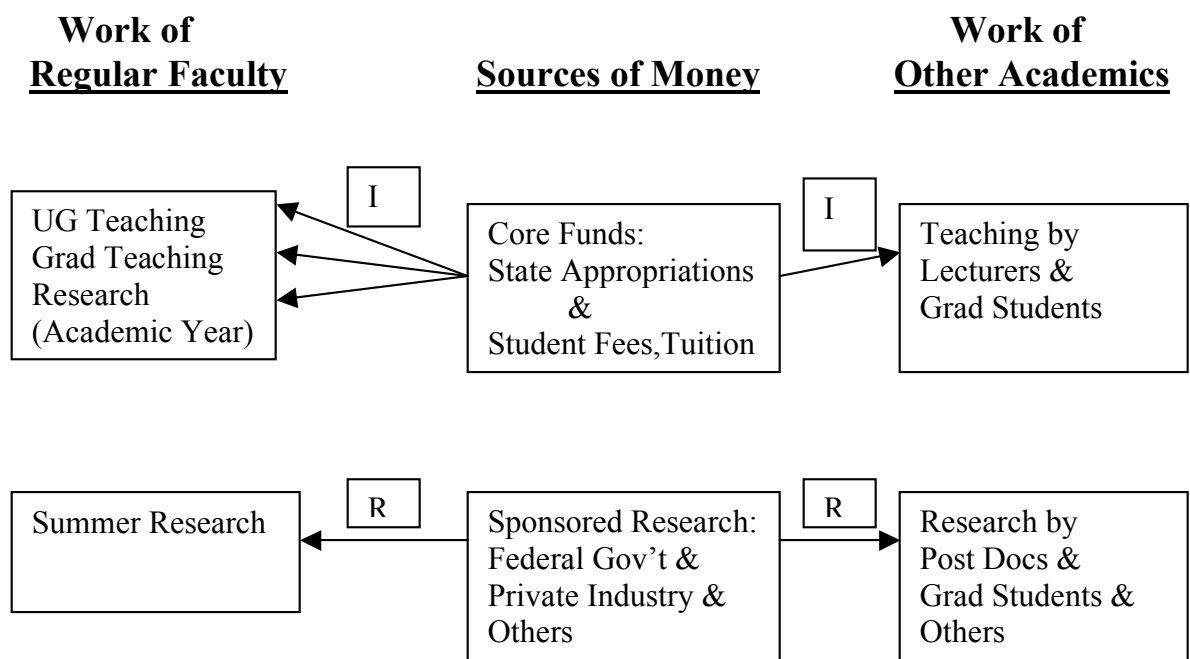 Work of
Regular Faculty
Sources of Money
Work of
Other Academics
I
UG Teaching
Grad Teaching
Research
(Academic Year)
Core Funds:
State Appropriations
&
Student Fees,Tuition
I
Teaching by
Lecturers &
Grad Students
R
Summer Research
Sponsored Research:
Federal Gov’t &
Private Industry &
Others
R
Research by
Post Docs &
Grad Students &
Others